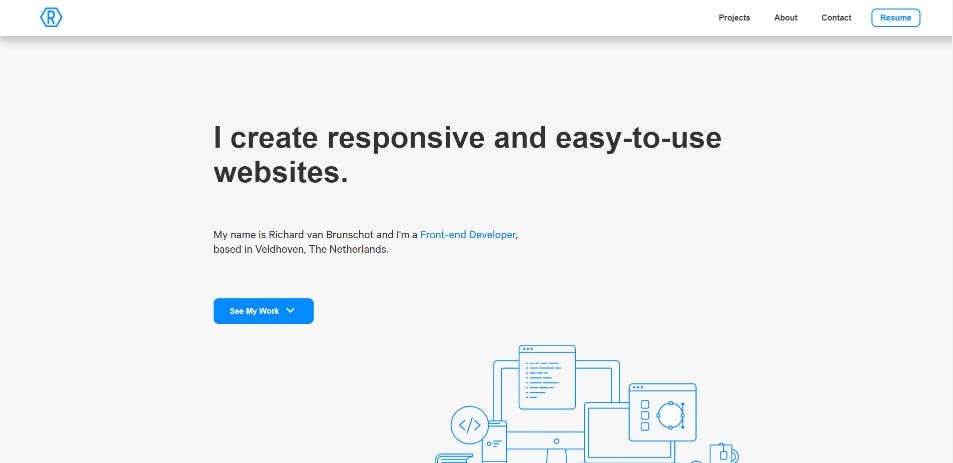 R
Projects
About
Contact
Resume
I create responsive and easy-to-use
websites.
My name is Richard van Brunschot and I'm a Front-end Developer,
based in Veldhoven, The Netherlands.
See My Work
</>